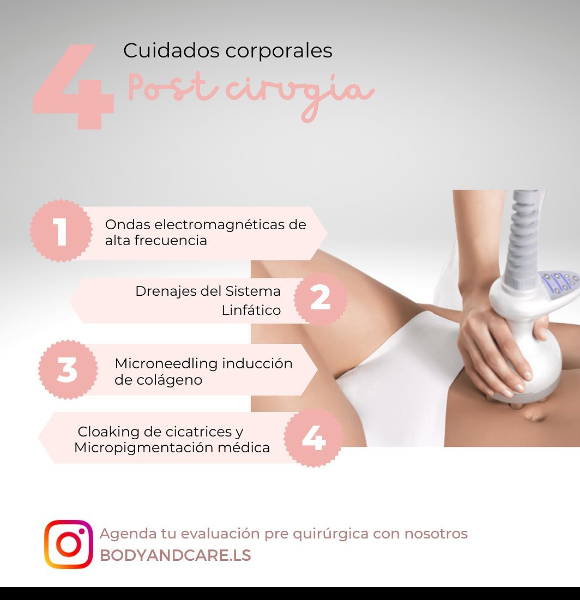 4
Cuidados corporales
Post cirugía
1
Ondas electromagnéticas de
alta frecuencia
Drenajes del Sistema
Linfático
2
3
Microneedling inducción
de colágeno
Cloaking de cicatrices y
Micropigmentación médica
4
Agenda tu evaluación pre quirúrgica con nosotros
BODYANDCARE.LS